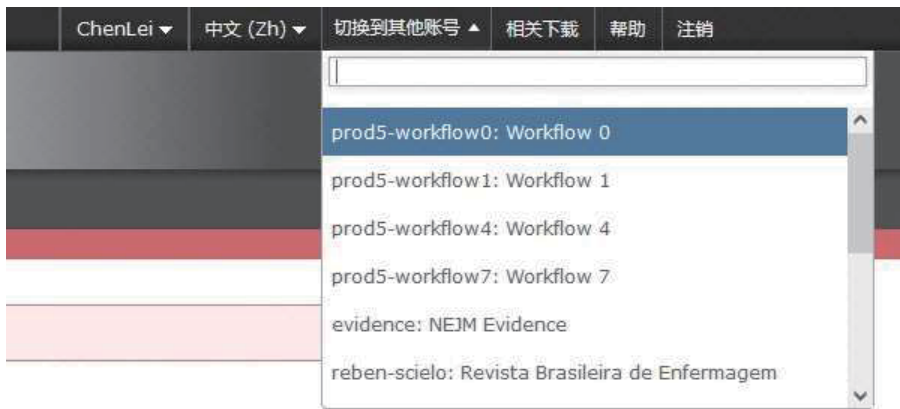 ChenLei 中文 (Zh) 切换到其他账号 相关下载 帮助 注销
prod5-workflow0: Workflow 0
prod5-workflow1: Workflow 1
prod5-workflow4: Workflow 4
prod5-workflow7: Workflow 7
evidence: NEJM Evidence
reben-scielo: Revista Brasileira de Enfermagem